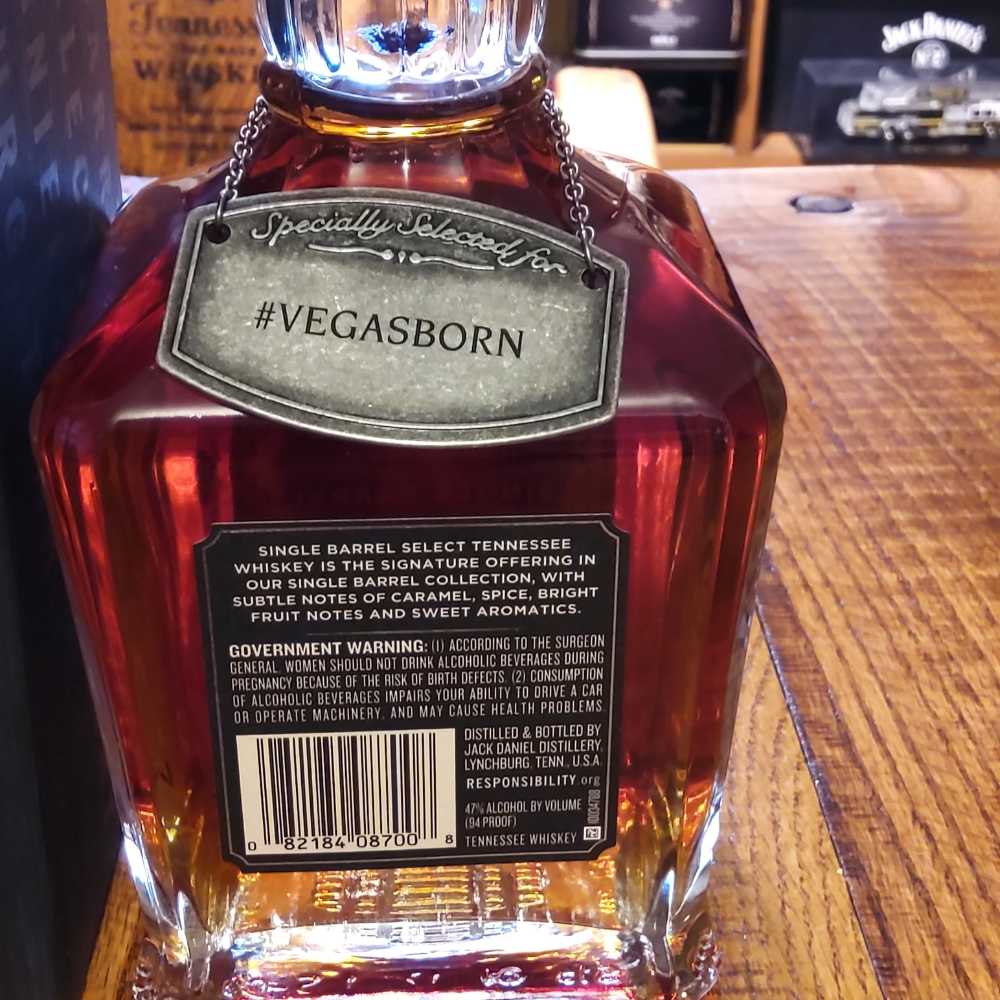 Tennessee
WHISKEY
JACK DANIEL'S
Specially Selected for
#VEGASBORN
SINGLE BARREL SELECT TENNESSEE
WHISKEY IS THE SIGNATURE OFFERING IN
OUR SINGLE BARREL COLLECTION, WITH
SUBTLE NOTES OF CARAMEL, SPICE, BRIGHT
FRUIT NOTES AND SWEET AROMATICS.
GOVERNMENT WARNING: (1) ACCORDING TO THE SURGEON
GENERAL, WOMEN SHOULD NOT DRINK ALCOHOLIC BEVERAGES DURING
PREGNANCY BECAUSE OF THE RISK OF BIRTH DEFECTS. (2) CONSUMPTION
OF ALCOHOLIC BEVERAGES IMPAIRS YOUR ABILITY TO DRIVE A CAR
OR OPERATE MACHINERY, AND MAY CAUSE HEALTH PROBLEMS.
DISTILLED & BOTTLED BY
JACK DANIEL DISTILLERY,
LYNCHBURG, TENN., U.S.A.
RESPONSIBILITY.org
47% ALCOHOL BY VOLUME
(94 PROOF)
TENNESSEE WHISKEY
0 82184 08700 8